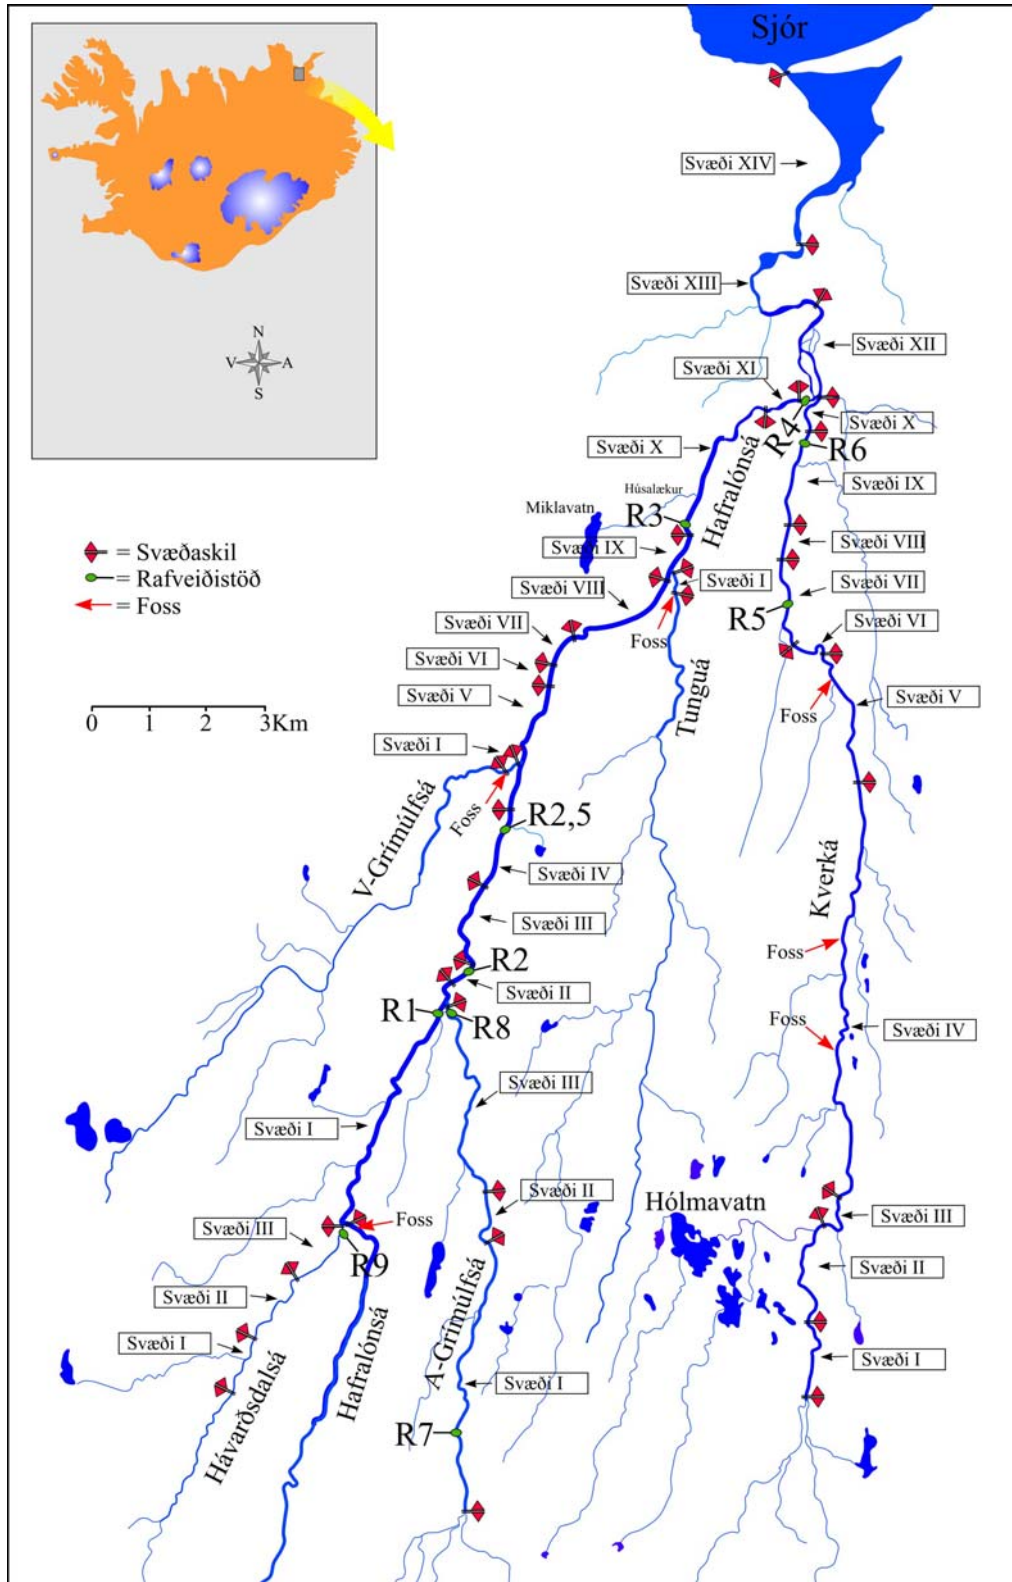 Sjór
Svæði XIV
N
V
A
S
Svæði XIII
Svæði XII
Svæði XI
Svæði X
R4
Svæði X
R6
Hafralónsá
Svæði IX
Húsalækur
Miklavatn
R3
Svæði IX
Svæði VIII
= Svæðaskil
= Rafveiðistöð
= Foss
Svæði VIII
Svæði I
Svæði VII
R5
Svæði VII
Foss
Svæði VI
Svæði VI
Svæði V
Svæði V
Foss
Tunguá
0 1 2 3Km
Svæði I
Foss
V-Grímúlfsá
R2,5
Svæði IV
Kverká
Svæði III
Foss
R2
Svæði II
R1
R8
Foss
Svæði IV
Svæði III
Svæði I
Svæði II
Hólmavatn
Svæði III
Foss
Svæði III
R9
Svæði II
Svæði II
Svæði I
A-Grímúlfsá
Svæði I
Svæði I
Hafralónsá
Hávarðsdalsá
R7